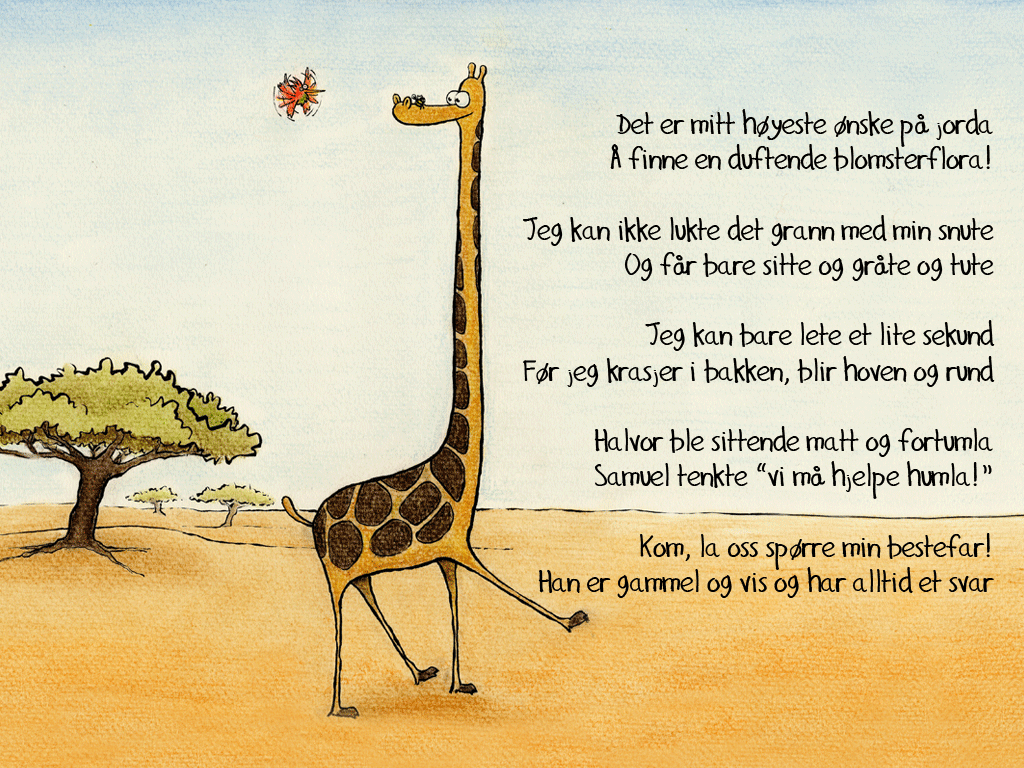 Det er mitt høyeste ønske på jorda
Å finne en duftende blomsterflora!
Jeg kan ikke lukte det grann med min snute
Og får bare sitte og gråte og tute
Jeg kan bare lete et lite sekund
Før jeg krasjer i bakken, blir hoven og rund
Halvor ble sittende matt og fortumla
Samuel tenkte “vi må hjelpe humla!”
Kom, la oss spørre min bestefar!
Han er gammel og vis og har alltid et svar